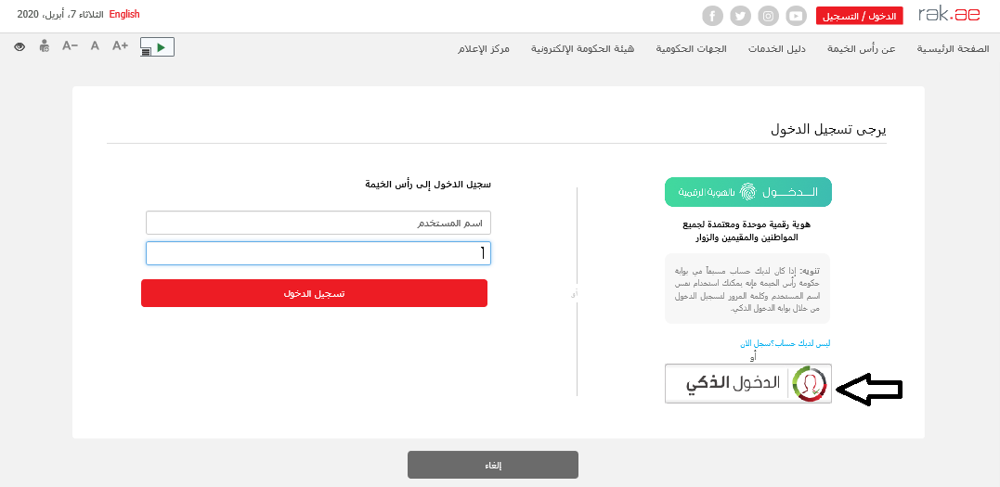 rak.ae
الدخول / التسجيل
الثلاثاء 7، أبريل، 2020
English
الصفحة الرئيسية
عن رأس الخيمة
دليل الخدمات
الجهات الحكومية
هيئة الحكومة الإلكترونية
مركز الإعلام
A+
A
A-
يرجى تسجيل الدخول
الدخول بالهوية الرقمية
هوية رقمية موحدة ومعتمدة لجميع
المواطنين والمقيمين والزوار
تنويه: إذا كان لديك حساب مسبقاً في بوابة
حكومة رأس الخيمة فإنه يمكنك استخدام نفس
اسم المستخدم وكلمة المرور لتسجيل الدخول
من خلال بوابة الدخول الذكي.
ليس لديك حساب؟سجل الان
أو
الدخول الذكي
أو
سجيل الدخول إلى رأس الخيمة
اسم المستخدم
تسجيل الدخول
إلغاء